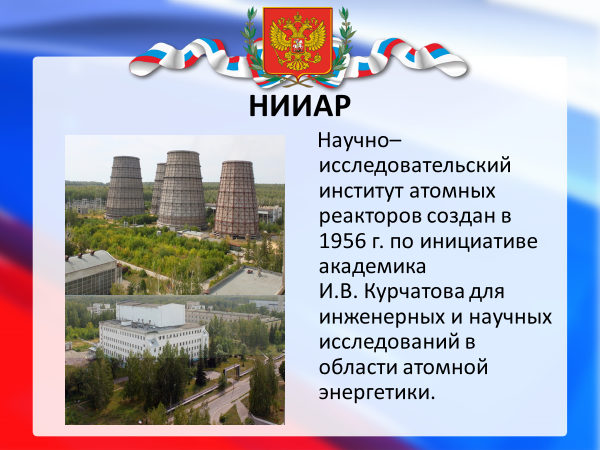 НИИАР
Научно–
исследовательский
институт атомных
реакторов создан в
1956 г. по инициативе
академика
И.В. Курчатова для
инженерных и научных
исследований в
области атомной
энергетики.